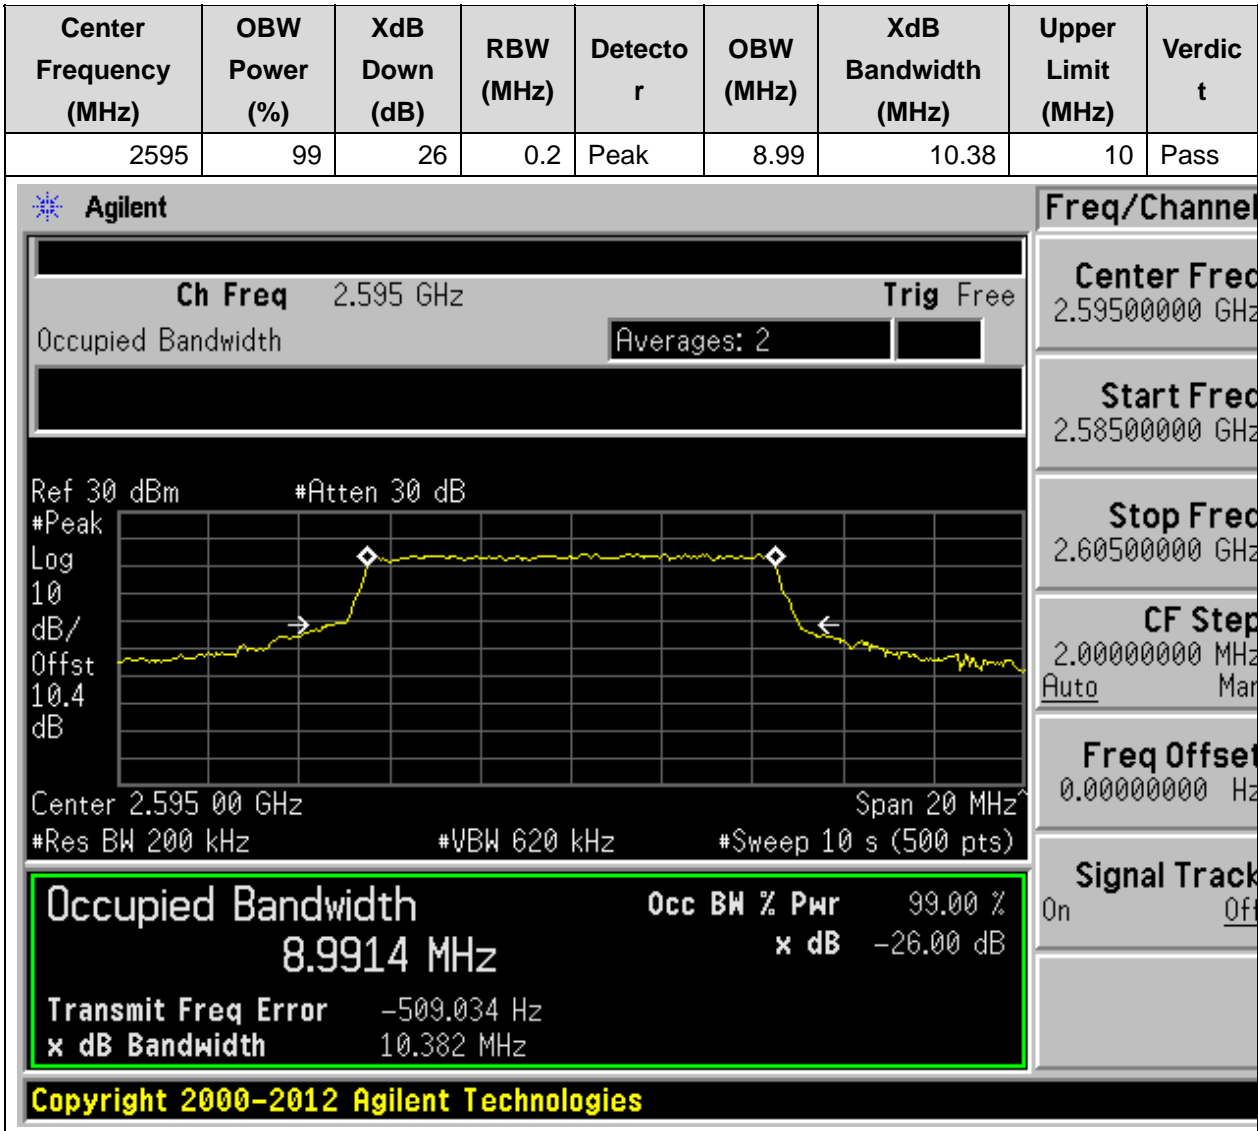 Center Frequency (MHz) OBW Power (%) XdB Down (dB) RBW (MHz) Detecto r OBW (MHz) XdB Bandwidth (MHz) Upper Limit (MHz) Verdic t
2595 99 26 0.2 Peak 8.99 10.38 10 Pass
Agilent
Freq/Channel
Ch Freq 2.595 GHz Trig Free
Occupied Bandwidth Averages: 2
Ref 30 dBm #Atten 30 dB
#Peak
Log
10
dB/
Offst
10.4
dB
Center 2.595 00 GHz Span 20 MHz^
#Res BW 200 kHz #VBW 620 kHz #Sweep 10 s (500 pts)
Occupied Bandwidth Occ BW % Pwr 99.00 %
8.9914 MHz x dB -26.00 dB
Transmit Freq Error -509.034 Hz
x dB Bandwidth 10.382 MHz
Center Freq
2.59500000 GHz
Start Freq
2.58500000 GHz
Stop Freq
2.60500000 GHz
CF Step
2.00000000 MHz
Auto Man
Freq Offset
0.00000000 Hz
Signal Track
On Off
Copyright 2000-2012 Agilent Technologies